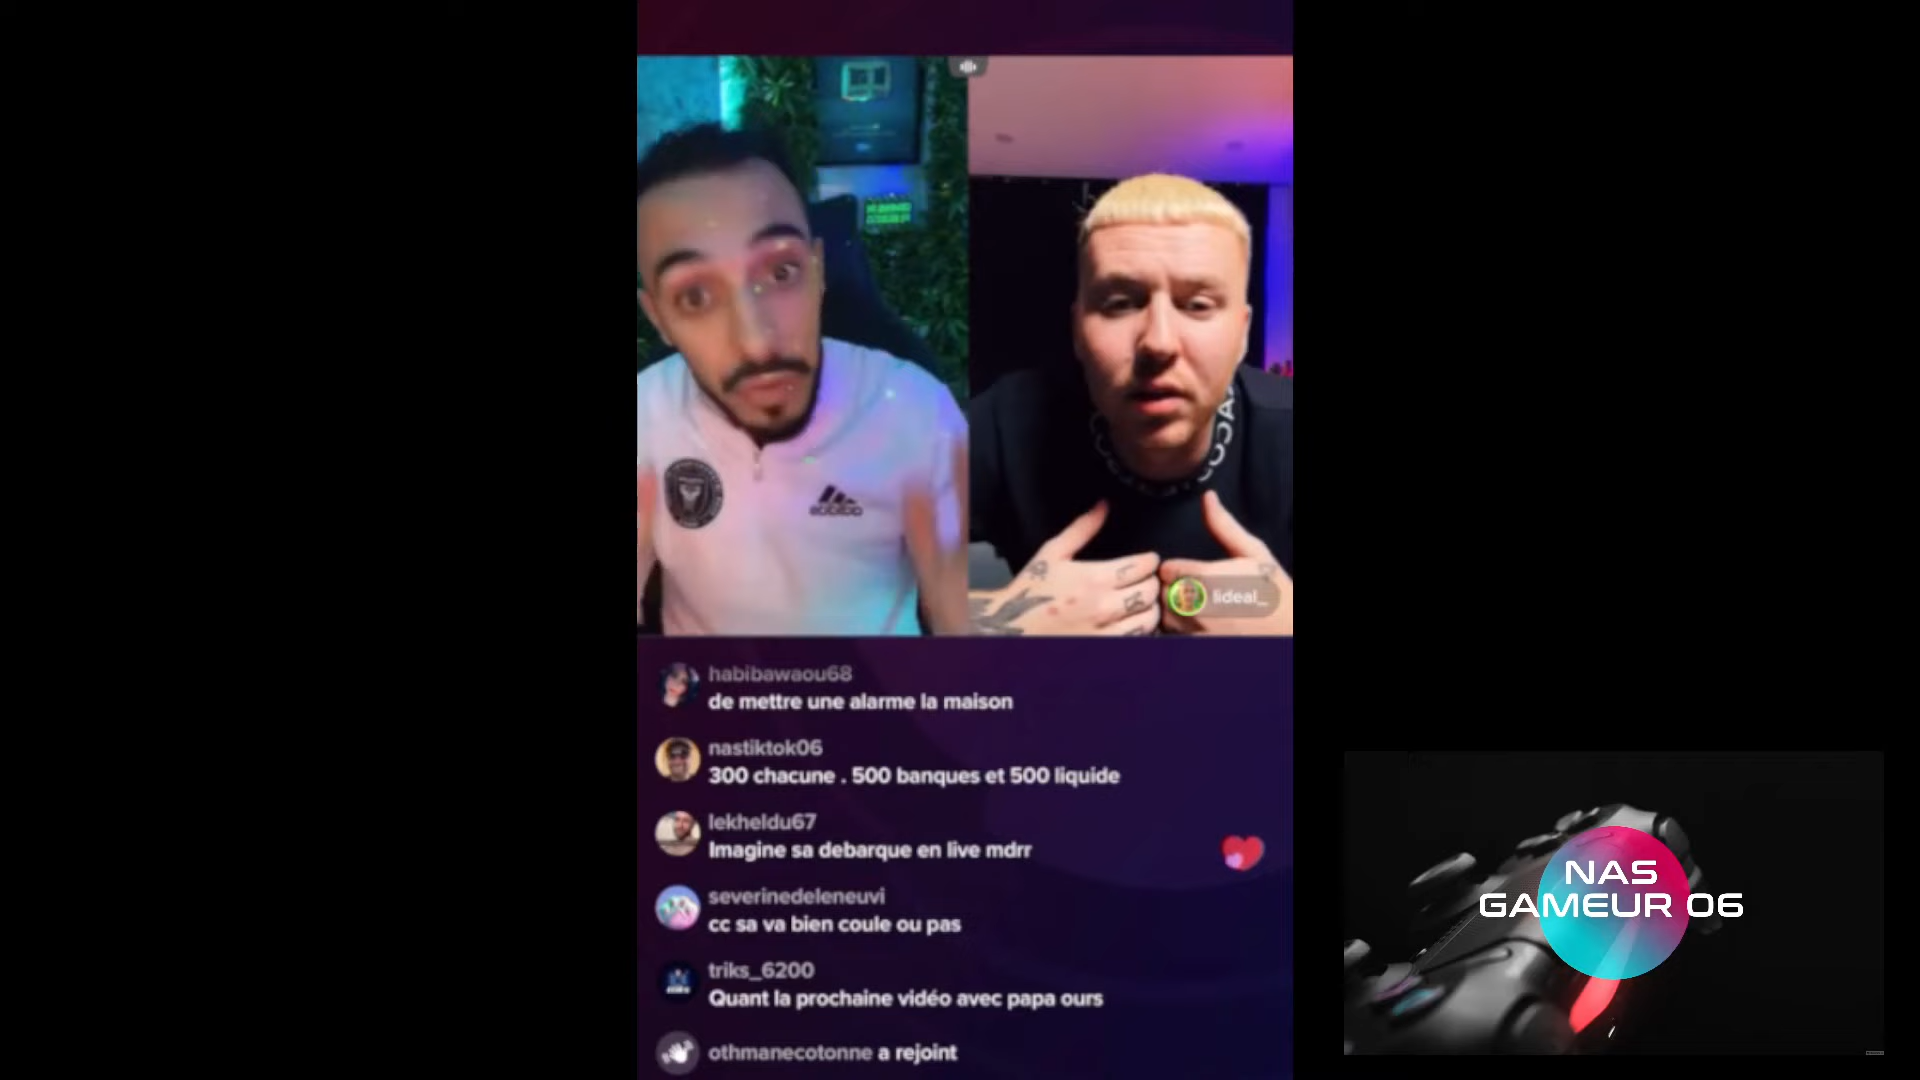 lideal_
habibawaou68
de mettre une alarme la maison
nastiktok06
300 chacune . 500 banques et 500 liquide
lekheldu67
Imagine sa debarque en live mdrr
severinedeleneuvi
cc sa va bien coule ou pas
triks_6200
Quant la prochaine vidéo avec papa ours
othmanecotonne a rejoint
NAS
GAMEUR 06